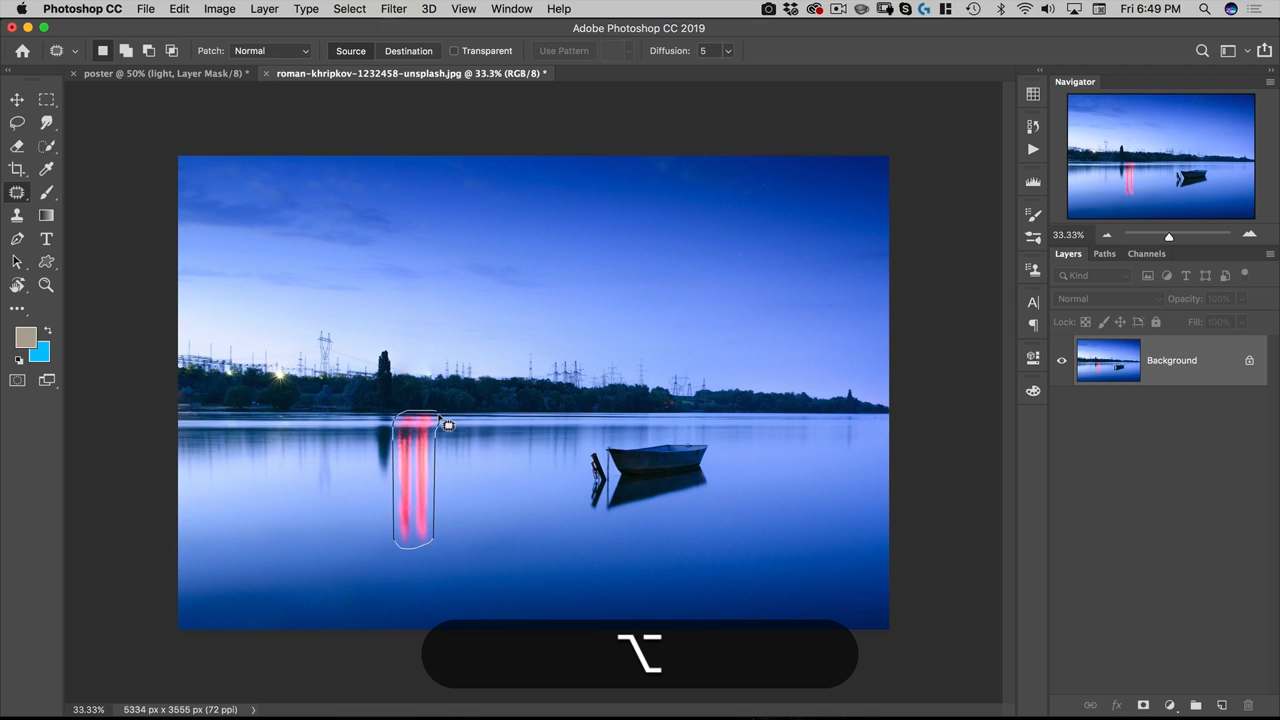 Photoshop CC File Edit Image Layer Type Select Filter 3D View Window Help Fri 6:49 PM
Adobe Photoshop CC 2019
Patch: Normal Source Destination Transparent Use Pattern Diffusion: 5
× poster @ 50% (light, Layer Mask/8) * × roman-khripkov-1232458-unsplash.jpg @ 33.3% (RGB/8) *
Navigator
33.33%
Layers Paths Channels
Kind
Normal Opacity: 100%
Lock: Fill: 100%
Background
⌥
33.33% 5334 px x 3555 px (72 ppi)